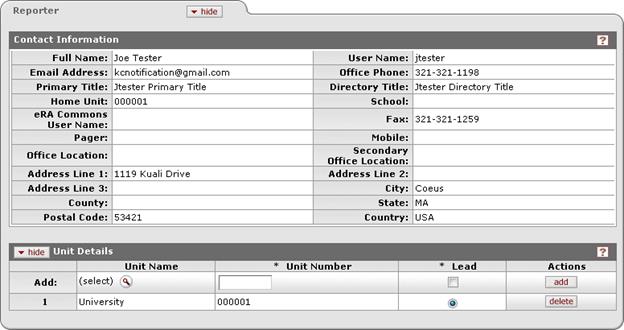 Reporter hide
Contact Information ?
Full Name: Joe Tester User Name: jtester
Email Address: kcnotification@gmail.com Office Phone: 321-321-1198
Primary Title: Jtester Primary Title Directory Title: Jtester Directory Title
Home Unit: 000001 School:
eRA Commons
User Name: Fax: 321-321-1259
Pager: Mobile:
Office Location: Secondary
Office Location:
Address Line 1: 1119 Kuali Drive Address Line 2:
Address Line 3: City: Coeus
County: State: MA
Postal Code: 53421 Country: USA
hide Unit Details ?
Unit Name * Unit Number * Lead Actions
Add: (select) add
1 University 000001 delete